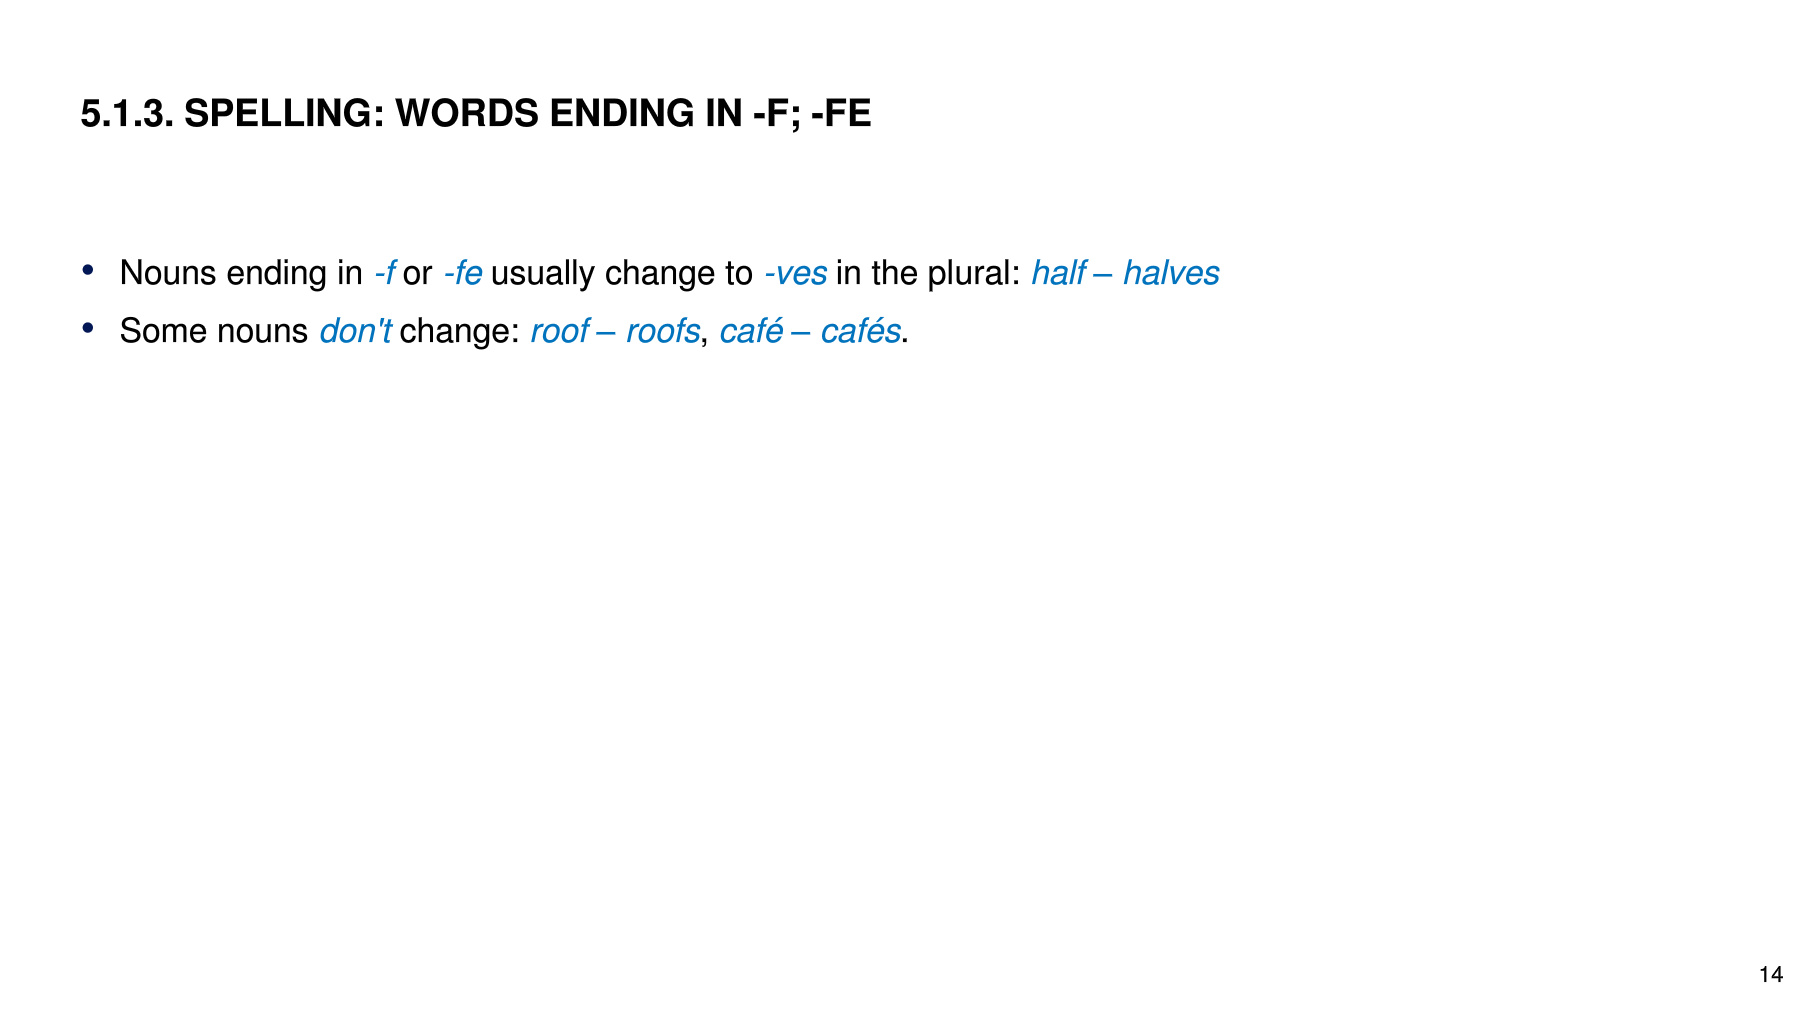 5.1.3. SPELLING: WORDS ENDING IN -F; -FE
• Nouns ending in -f or -fe usually change to -ves in the plural: half – halves
• Some nouns don't change: roof – roofs, café – cafés.
14